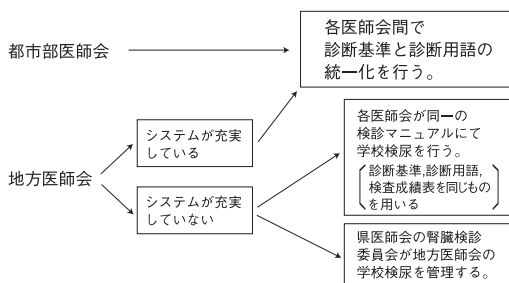 都市部医師会
各医師会間で
診断基準と診断用語の
統一化を行う。
地方医師会
システムが充実
している
システムが充実
していない
各医師会が同一の
検診マニュアルにて
学校検尿を行う。
診断基準,診断用語,
検査成績表を同じもの
を用いる
県医師会の腎臓検診
委員会が地方医師会の
学校検尿を管理する。